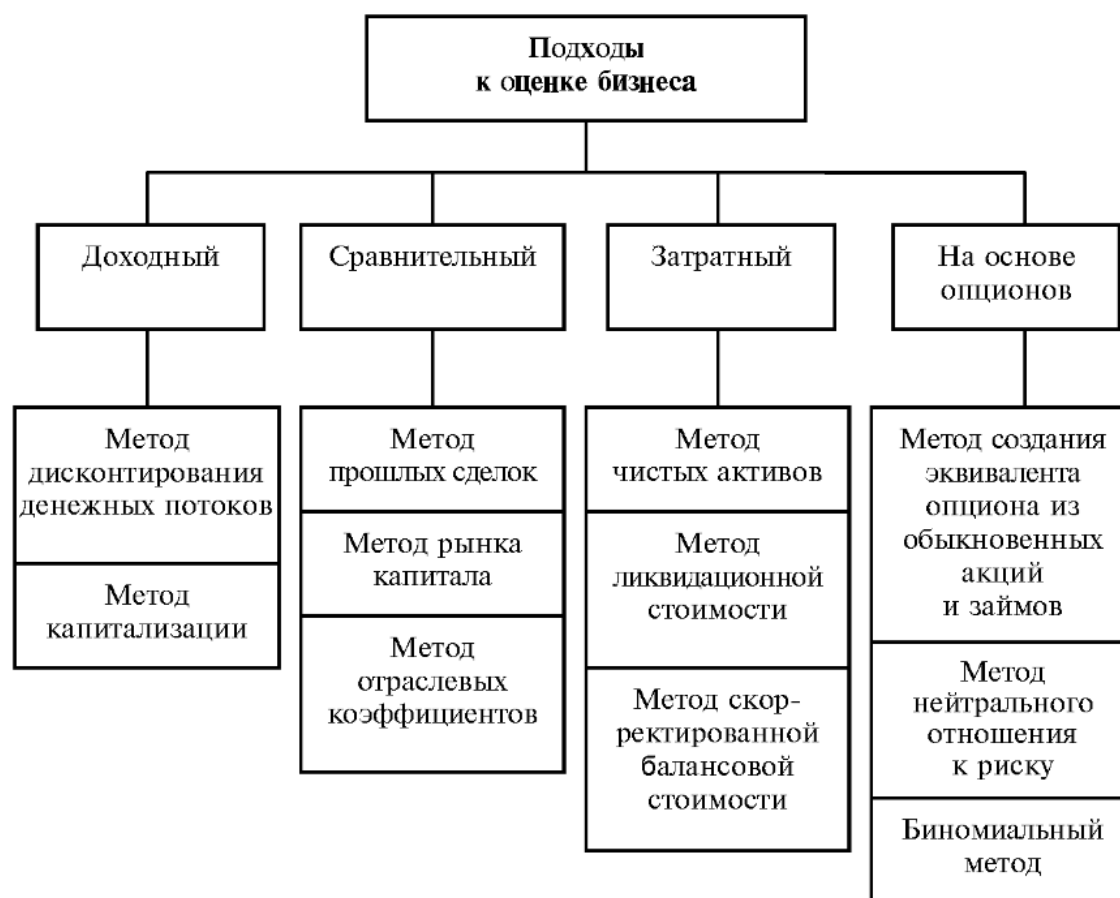 Подходы
к оценке бизнеса
Доходный
Сравнительный
Затратный
На основе
опционов
Метод
дисконтирования
денежных потоков
Метод
капитализации
Метод
прошлых сделок
Метод рынка
капитала
Метод
отраслевых
коэффициентов
Метод
чистых активов
Метод
ликвидационной
стоимости
Метод скор-
ректированной
балансовой
стоимости
Метод создания
эквивалента
опциона из
обыкновенных
акций
и займов
Метод
нейтрального
отношения
к риску
Биномиальный
метод